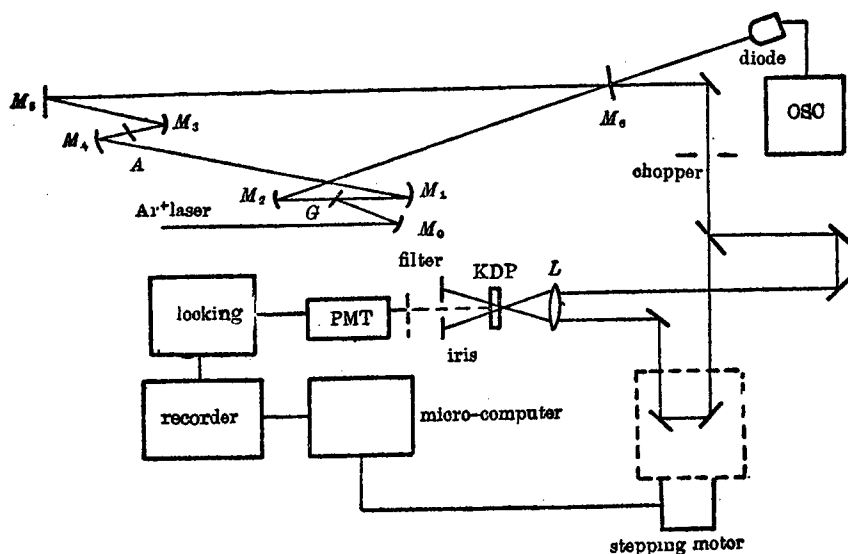 diode
OSC
M₅
M₃
M₆
M₄
A
chopper
M₂
M₁
G
Ar⁺laser
M₀
filter
KDP
L
looking
PMT
iris
recorder
micro-computer
stepping motor